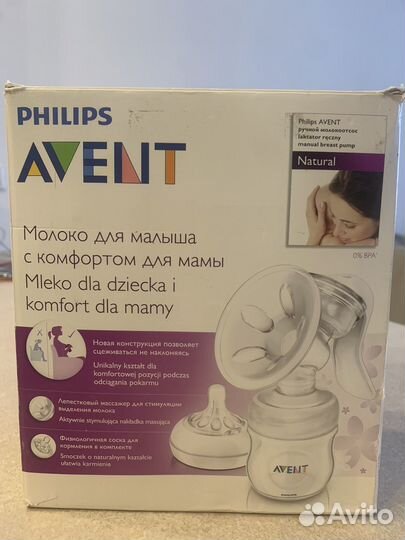 PHILIPS
AVENT
Philips AVENT
ручной молокоотсос
laktator ręczny
manual breast pump
Natural
0% BPA*
Молоко для малыша
с комфортом для мамы
Mleko dla dziecka i
komfort dla mamy
Новая конструкция позволяет
сцеживаться не наклоняясь
Unikalny kształt dla
komfortowej pozycji podczas
odciągania pokarmu
Лепестковый массажер для стимуляции
выделения молока
Aktywnie stymulująca nakładka masująca
Физиологичная соска для
кормления в комплекте
Smoczek o naturalnym kształcie
ułatwia karmienie
AVENT
Avito